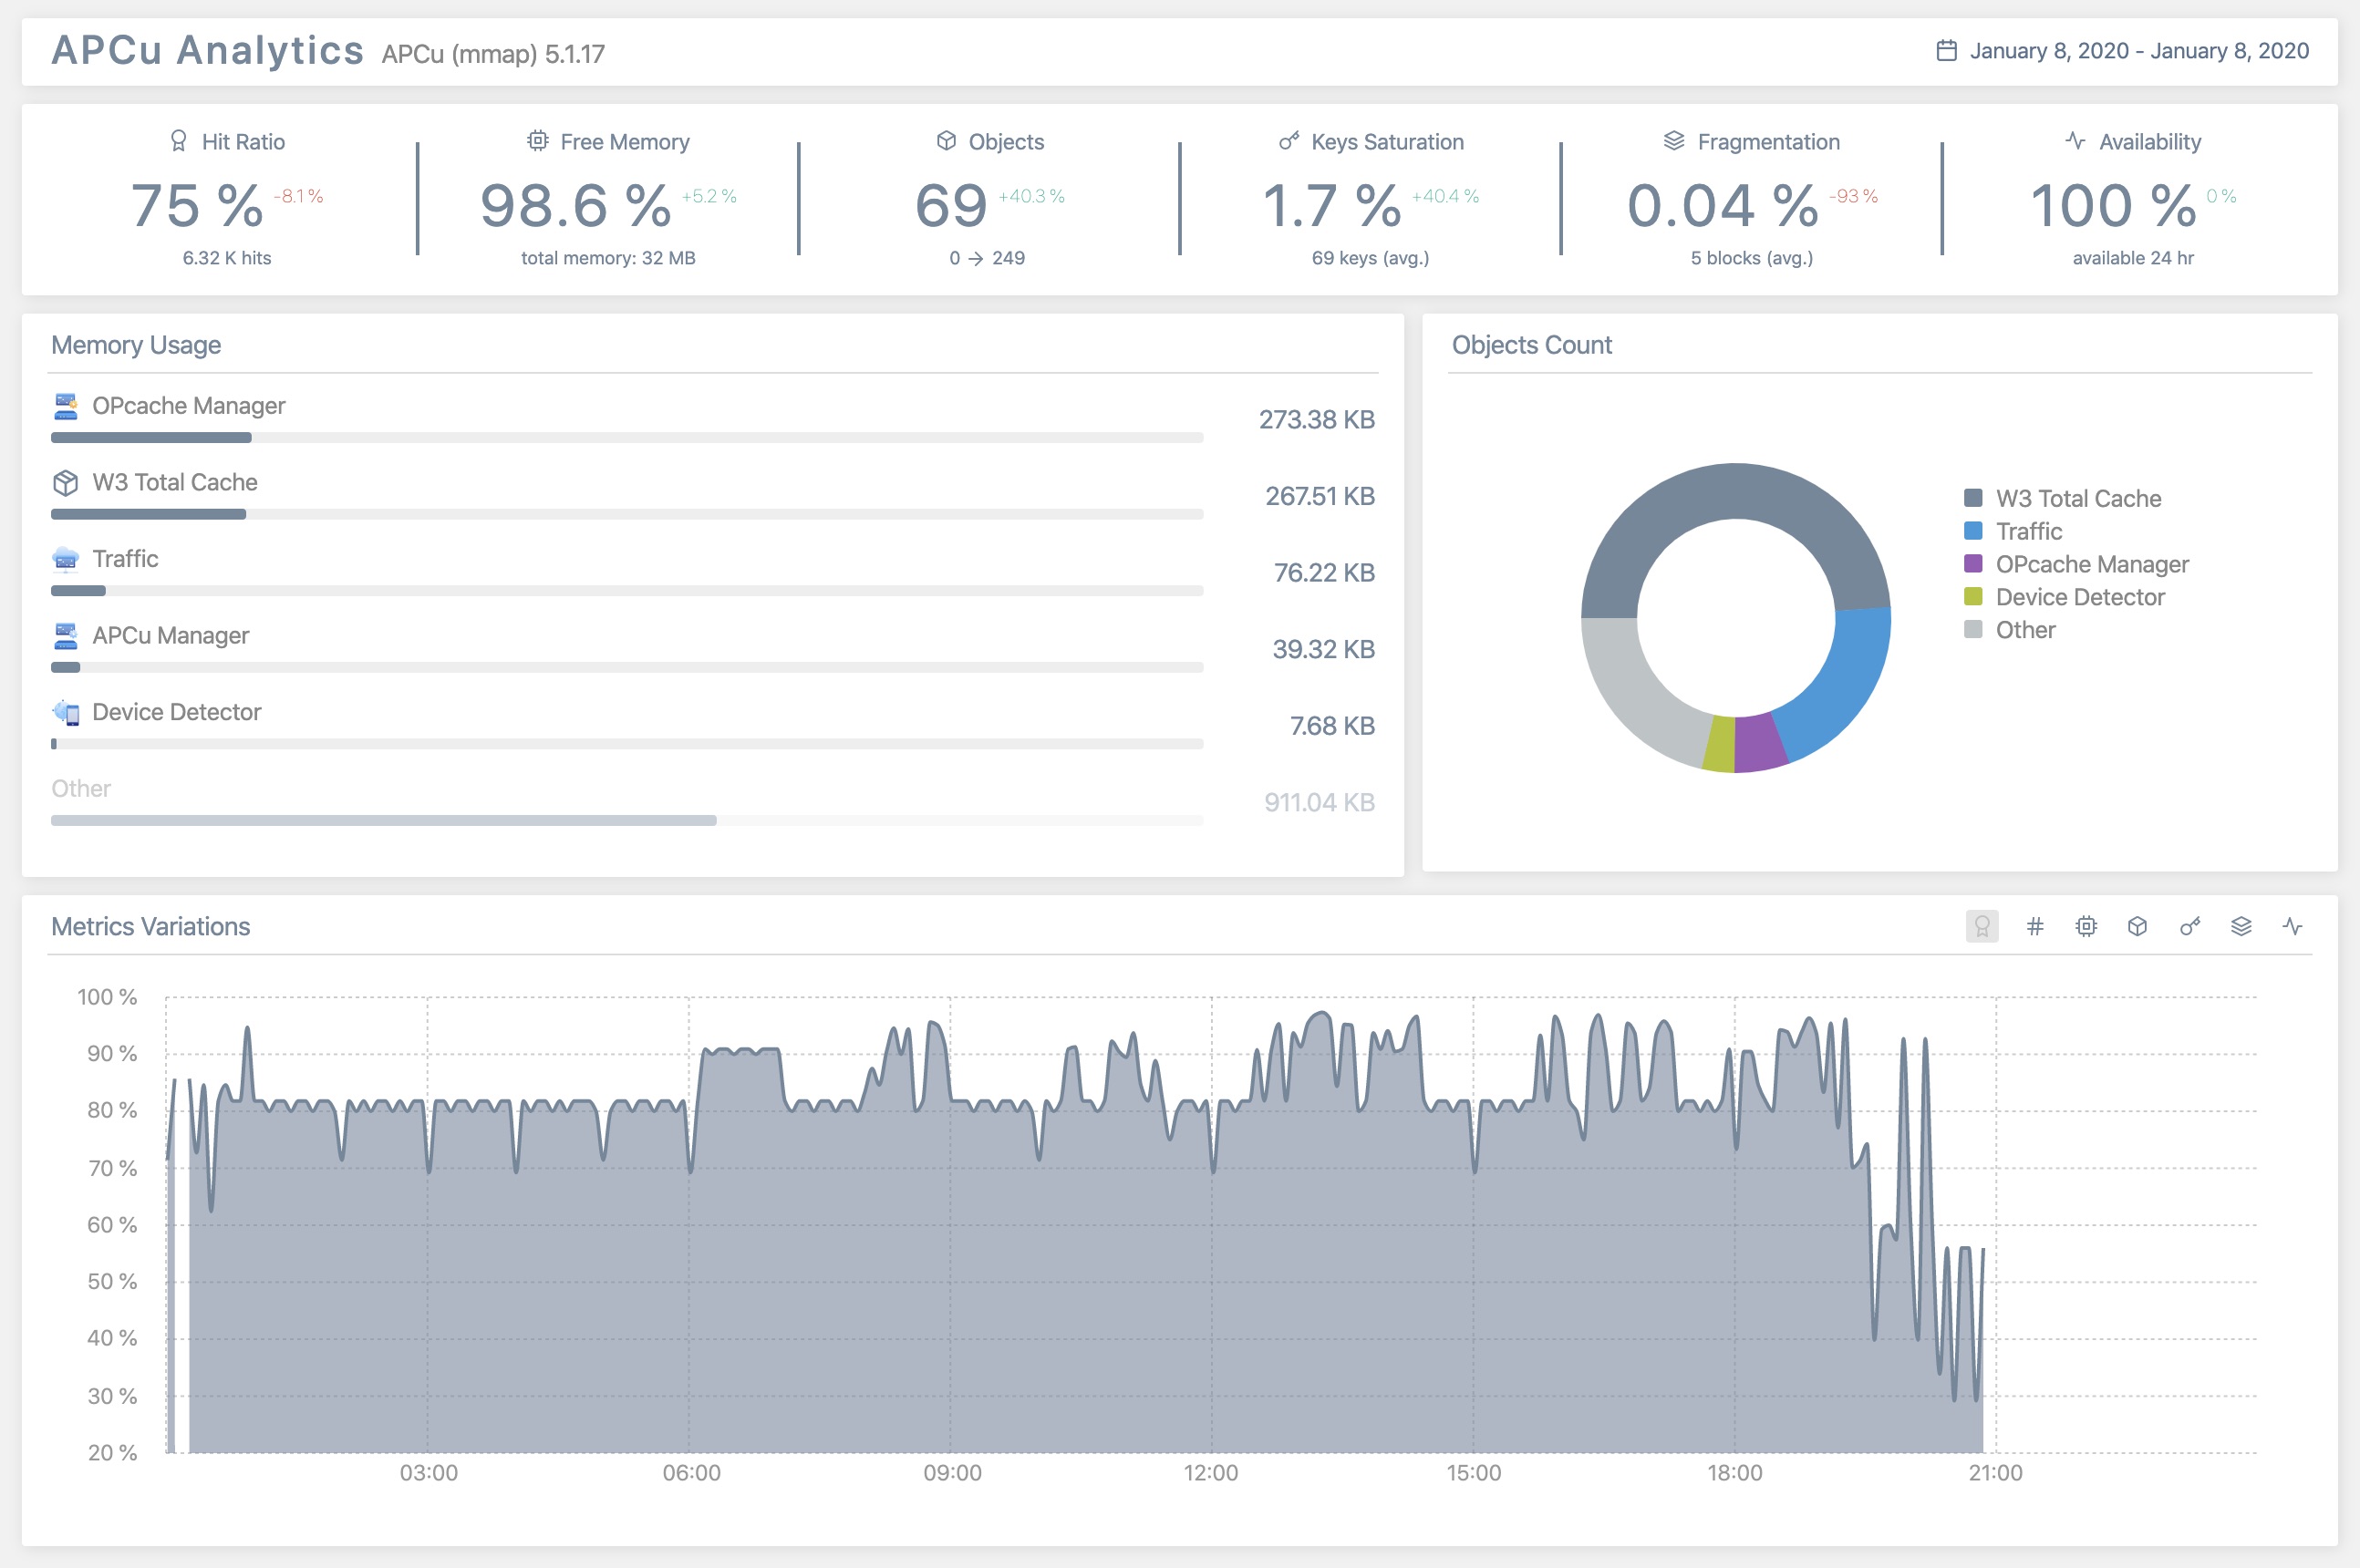 APCu Analytics APCu (mmap) 5.1.17
January 8, 2020 - January 8, 2020
Hit Ratio
75 % -8.1 %
6.32 K hits
Free Memory
98.6 % +5.2 %
total memory: 32 MB
Objects
69 +40.3 %
0 → 249
Keys Saturation
1.7 % +40.4 %
69 keys (avg.)
Fragmentation
0.04 % -93 %
5 blocks (avg.)
Availability
100 % 0 %
available 24 hr
Memory Usage
OPcache Manager
273.38 KB
W3 Total Cache
267.51 KB
Traffic
76.22 KB
APCu Manager
39.32 KB
Device Detector
7.68 KB
Other
911.04 KB
Objects Count
W3 Total Cache
Traffic
OPcache Manager
Device Detector
Other
Metrics Variations
#
100 %
90 %
80 %
70 %
60 %
50 %
40 %
30 %
20 %
03:00 06:00 09:00 12:00 15:00 18:00 21:00